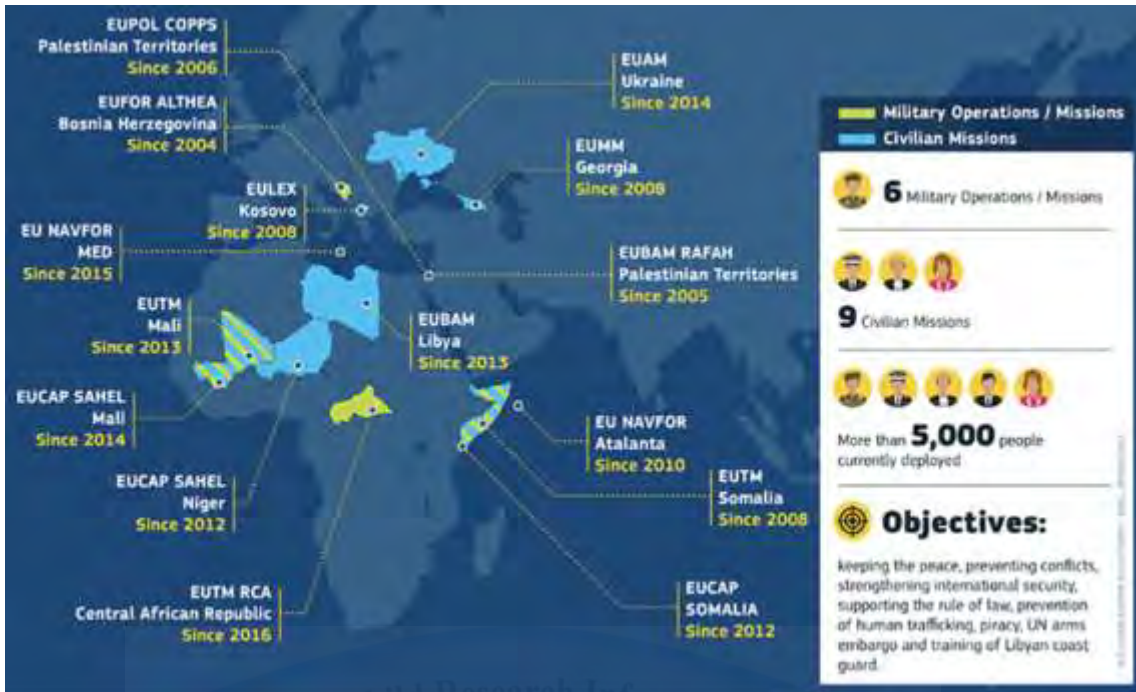 EUPOL COPPS
Palestinian Territories
Since 2006
EUFOR ALTHEA
Bosnia Herzegovina
Since 2004
EULEX
Kosovo
Since 2008
EU NAVFOR
MED
Since 2015
EUTM
Mali
Since 2013
EUCAP SAHEL
Mali
Since 2014
EUCAP SAHEL
Niger
Since 2012
EUTM RCA
Central African Republic
Since 2016
EUAM
Ukraine
Since 2014
EUMM
Georgia
Since 2008
EUBAM RAFAH
Palestinian Territories
Since 2005
EUBAM
Libya
Since 2013
EU NAVFOR
Atalanta
Since 2010
EUTM
Somalia
Since 2008
EUCAP
SOMALIA
Since 2012
Military Operations / Missions
Civilian Missions
6 Military Operations / Missions
9 Civilian Missions
More than 5,000 people
currently deployed
Objectives:
keeping the peace, preventing conflicts,
strengthening international security,
supporting the rule of law, prevention
of human trafficking, piracy, UN arms
embargo and training of Libyan coast
guard